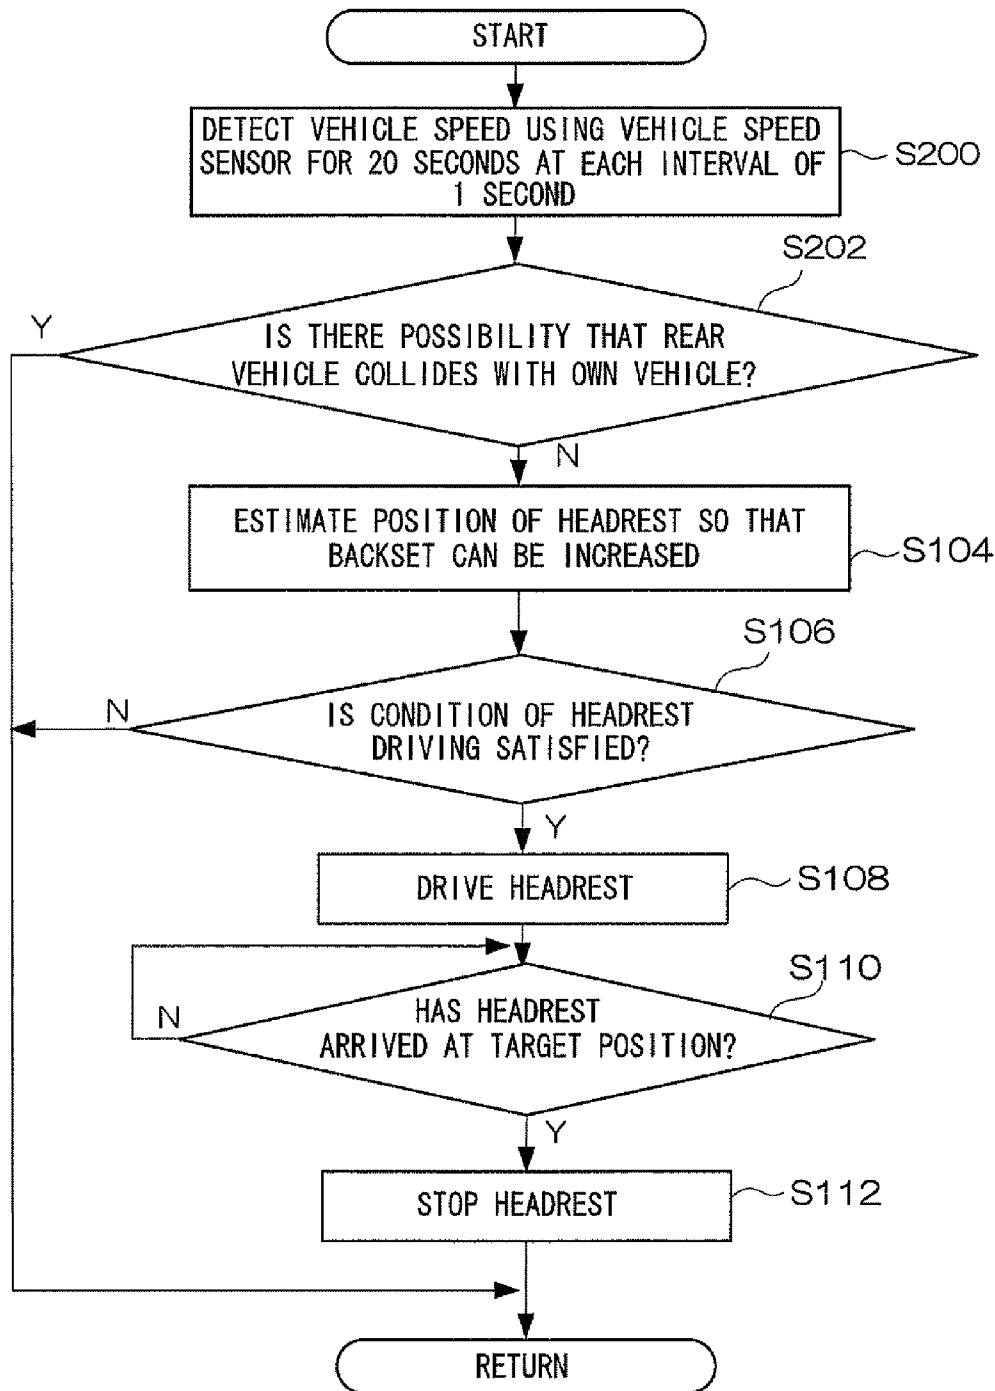 START
DETECT VEHICLE SPEED USING VEHICLE SPEED
SENSOR FOR 20 SECONDS AT EACH INTERVAL OF
1 SECOND
S200
S202
Y
IS THERE POSSIBILITY THAT REAR
VEHICLE COLLIDES WITH OWN VEHICLE?
N
ESTIMATE POSITION OF HEADREST SO THAT
BACKSET CAN BE INCREASED
S104
S106
N
IS CONDITION OF HEADREST
DRIVING SATISFIED?
Y
DRIVE HEADREST
S108
S110
N
HAS HEADREST
ARRIVED AT TARGET POSITION?
Y
STOP HEADREST
S112
RETURN